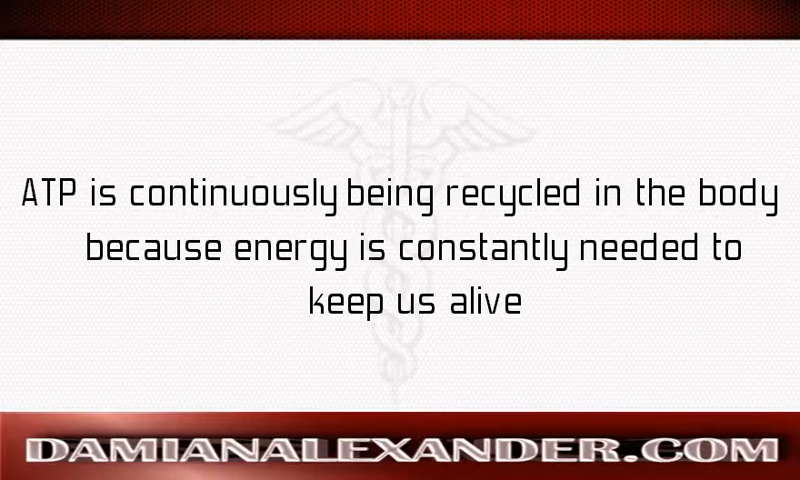 ATP is continuously being recycled in the body
because energy is constantly needed to
keep us alive
DAMIANALEXANDER.COM